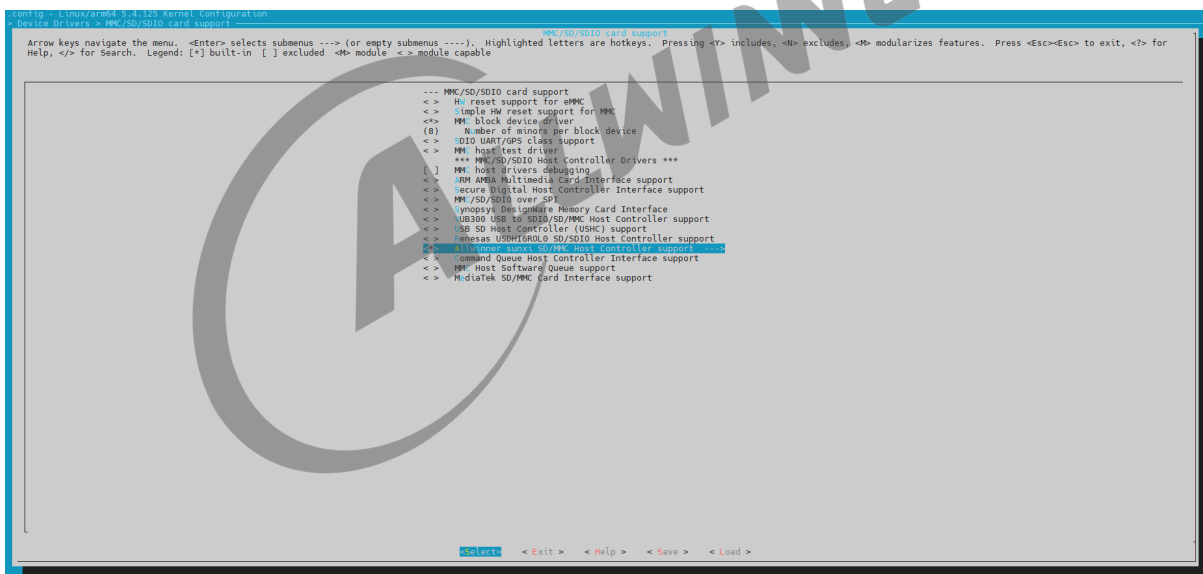 .config - Linux/arm64 5.4.125 Kernel Configuration
> Device Drivers > MMC/SD/SDIO card support
MMC/SD/SDIO card support
Arrow keys navigate the menu. <Enter> selects submenus ---> (or empty submenus ----). Highlighted letters are hotkeys. Pressing <Y> includes, <N> excludes, <M> modularizes features. Press <Esc><Esc> to exit, <?> for
Help, </> for Search. Legend: [*] built-in [ ] excluded <M> module < > module capable
--- MMC/SD/SDIO card support
< > HW reset support for eMMC
< > Simple HW reset support for MMC
<*> MMC block device driver
(8) Number of minors per block device
< > SDIO UART/GPS class support
< > MMC host test driver
*** MMC/SD/SDIO Host Controller Drivers ***
[ ] MMC host drivers debugging
< > ARM AMBA Multimedia Card Interface support
< > Secure Digital Host Controller Interface support
< > MMC/SD/SDIO over SPI
< > Synopsys DesignWare Memory Card Interface
< > VUB300 USB to SDIO/SD/MMC Host Controller support
< > USB SD Host Controller (USHC) support
< > Renesas USDHI6ROL0 SD/SDIO Host Controller support
<*> Allwinner sunxi SD/MMC Host Controller support --->
< > Command Queue Host Controller Interface support
< > MMC Host Software Queue support
< > MediaTek SD/MMC Card Interface support
<Select> < Exit > < Help > < Save > < Load >